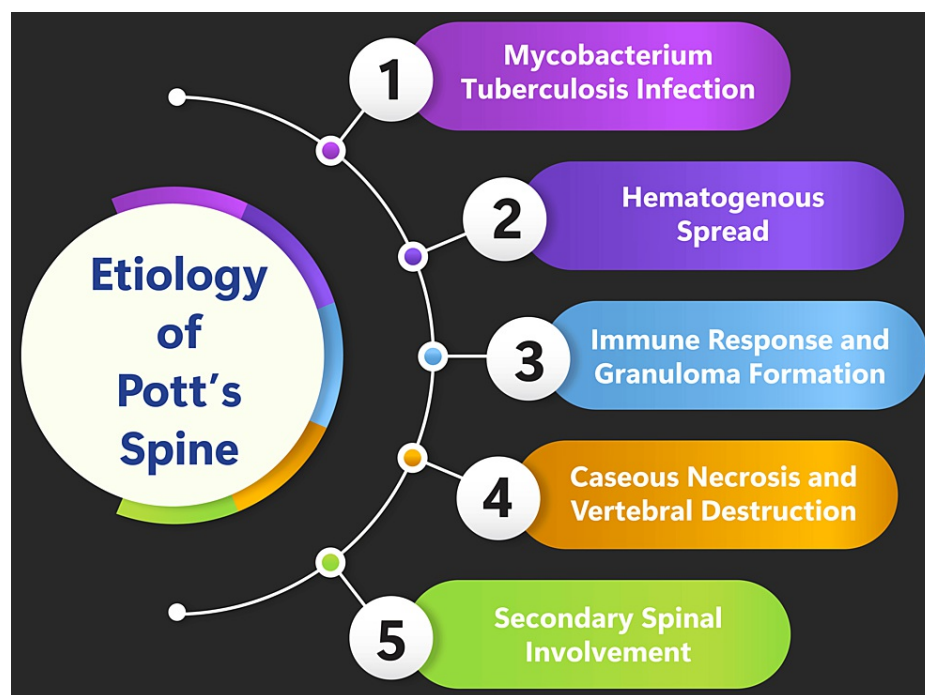 Etiology
of
Pott's
Spine
1
Mycobacterium
Tuberculosis Infection
2
Hematogenous
Spread
3
Immune Response and
Granuloma Formation
4
Caseous Necrosis and
Vertebral Destruction
5
Secondary Spinal
Involvement